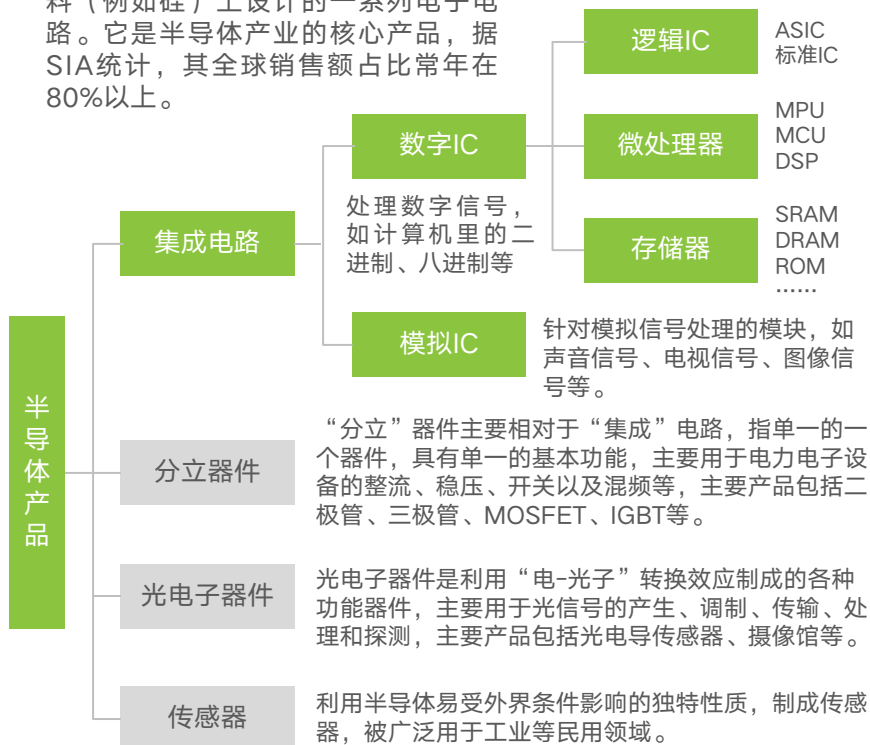 料（例如硅）上设计的一系列电子电
路。它是半导体产业的核心产品，据
SIA统计，其全球销售额占比常年在
80%以上。
逻辑IC
ASIC
标准IC
数字IC
处理数字信号，
如计算机里的二
进制、八进制等
微处理器
MPU
MCU
DSP
集成电路
存储器
SRAM
DRAM
ROM
……
模拟IC
针对模拟信号处理的模块，如
声音信号、电视信号、图像信
号等。
半导体产品
分立器件
“分立”器件主要相对于“集成”电路，指单一的一
个器件，具有单一的基本功能，主要用于电力电子设
备的整流、稳压、开关以及混频等，主要产品包括二
极管、三极管、MOSFET、IGBT等。
光电子器件
光电子器件是利用“电-光子”转换效应制成的各种
功能器件，主要用于光信号的产生、调制、传输、处
理和探测，主要产品包括光电导传感器、摄像馆等。
传感器
利用半导体易受外界条件影响的独特性质，制成传感
器，被广泛用于工业等民用领域。